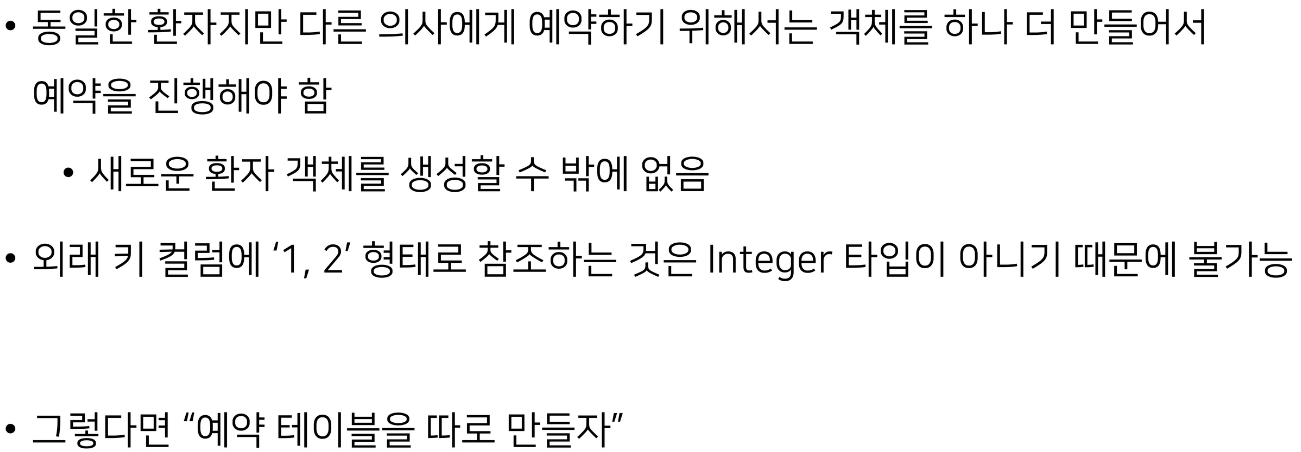 • 동일한 환자지만 다른 의사에게 예약하기 위해서는 객체를 하나 더 만들어서
예약을 진행해야 함
• 새로운 환자 객체를 생성할 수 밖에 없음
• 외래 키 컬럼에 ‘1, 2’ 형태로 참조하는 것은 Integer 타입이 아니기 때문에 불가능
• 그렇다면 “예약 테이블을 따로 만들자”